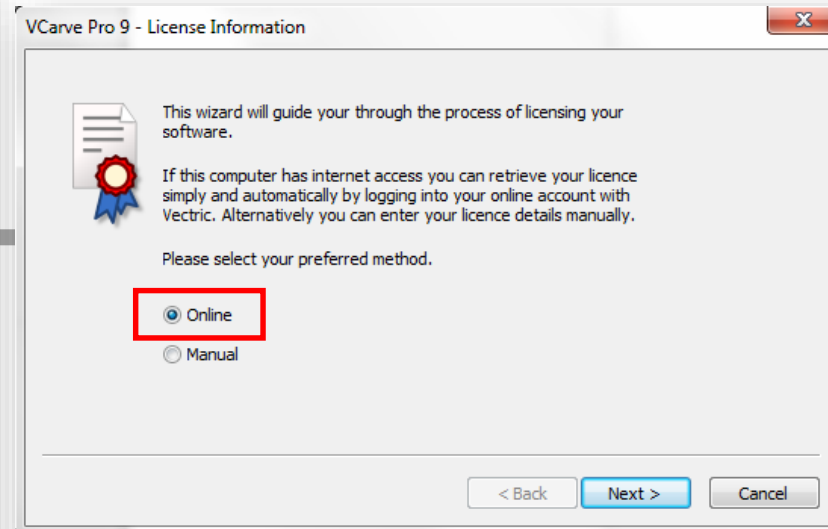 VCarve Pro 9 - License Information
This wizard will guide your through the process of licensing your
software.
If this computer has internet access you can retrieve your licence
simply and automatically by logging into your online account with
Vectric. Alternatively you can enter your licence details manually.
Please select your preferred method.
Online
Manual
< Back Next > Cancel